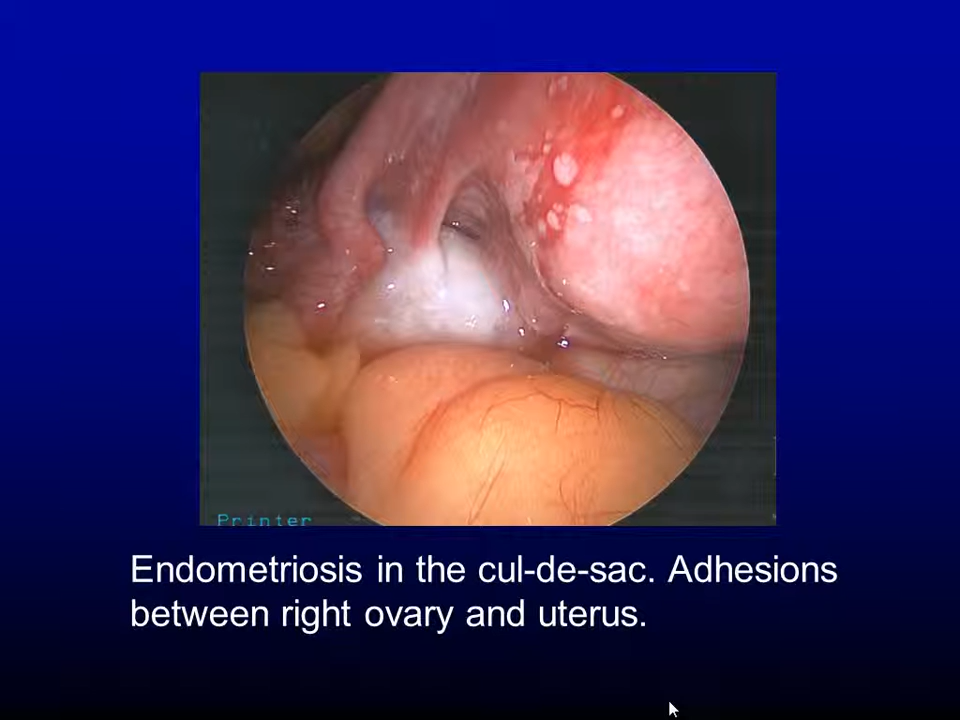 Printer
Endometriosis in the cul-de-sac. Adhesions
between right ovary and uterus.